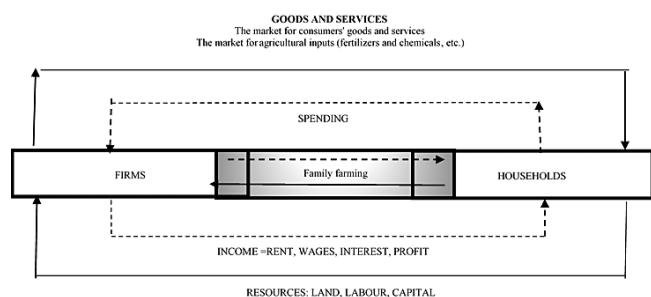 GOODS AND SERVICES
The market for consumers' goods and services
The market for agricultural inputs (fertilizers and chemicals, etc.)
SPENDING
FIRMS
Family farming
HOUSEHOLDS
INCOME =RENT, WAGES, INTEREST, PROFIT
RESOURCES: LAND, LABOUR, CAPITAL